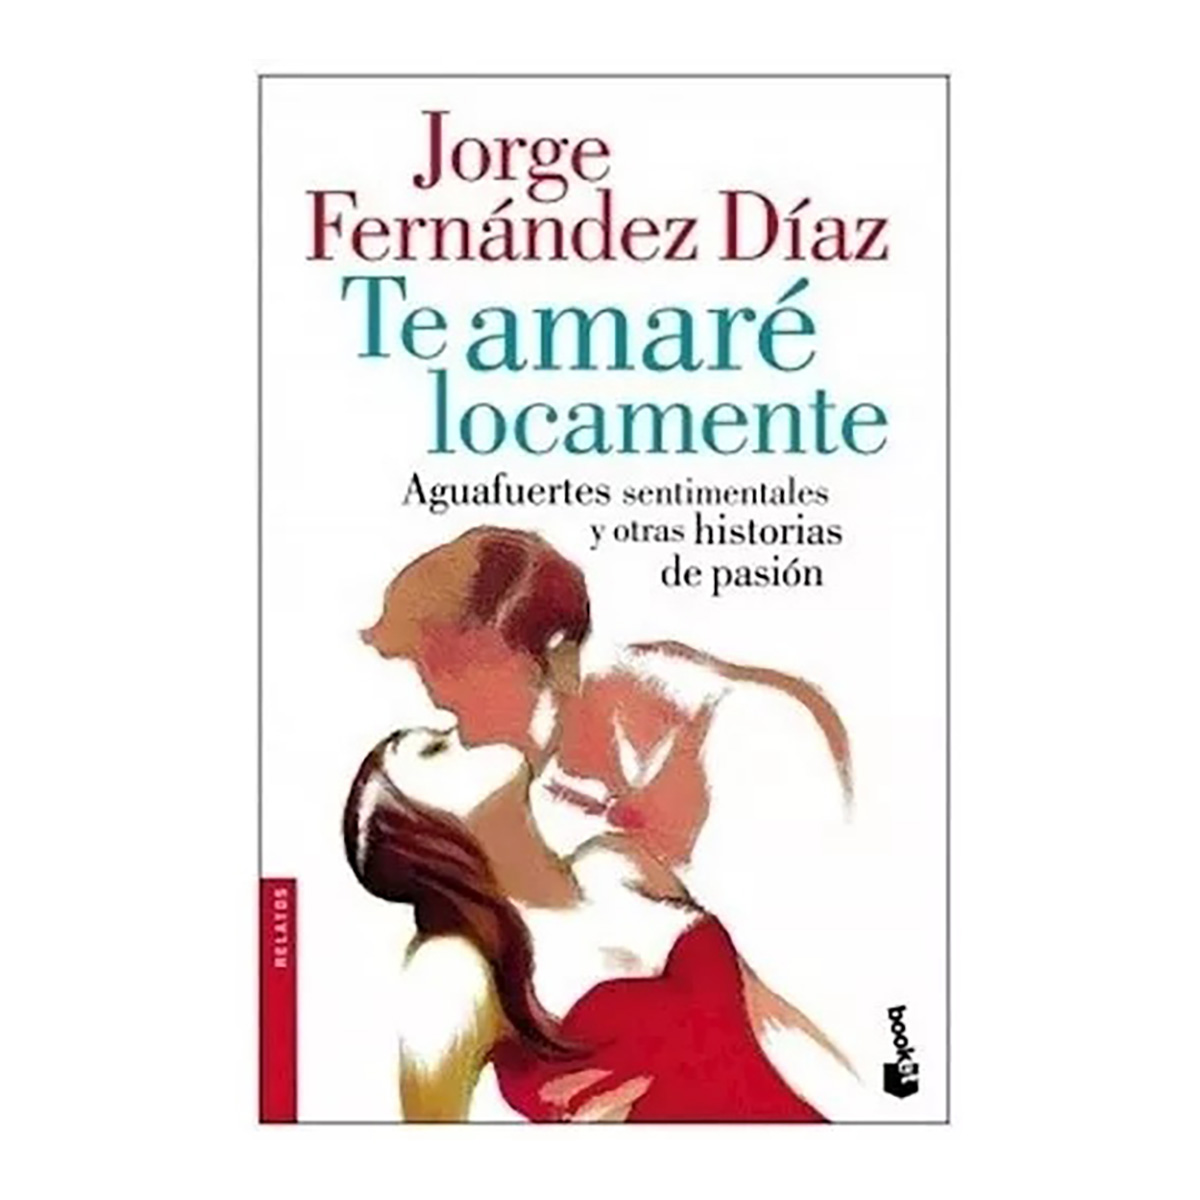 Jorge
Fernández Díaz
Te amaré
locamente
Aguafuertes sentimentales
y otras historias
de pasión
RELATOS
booket